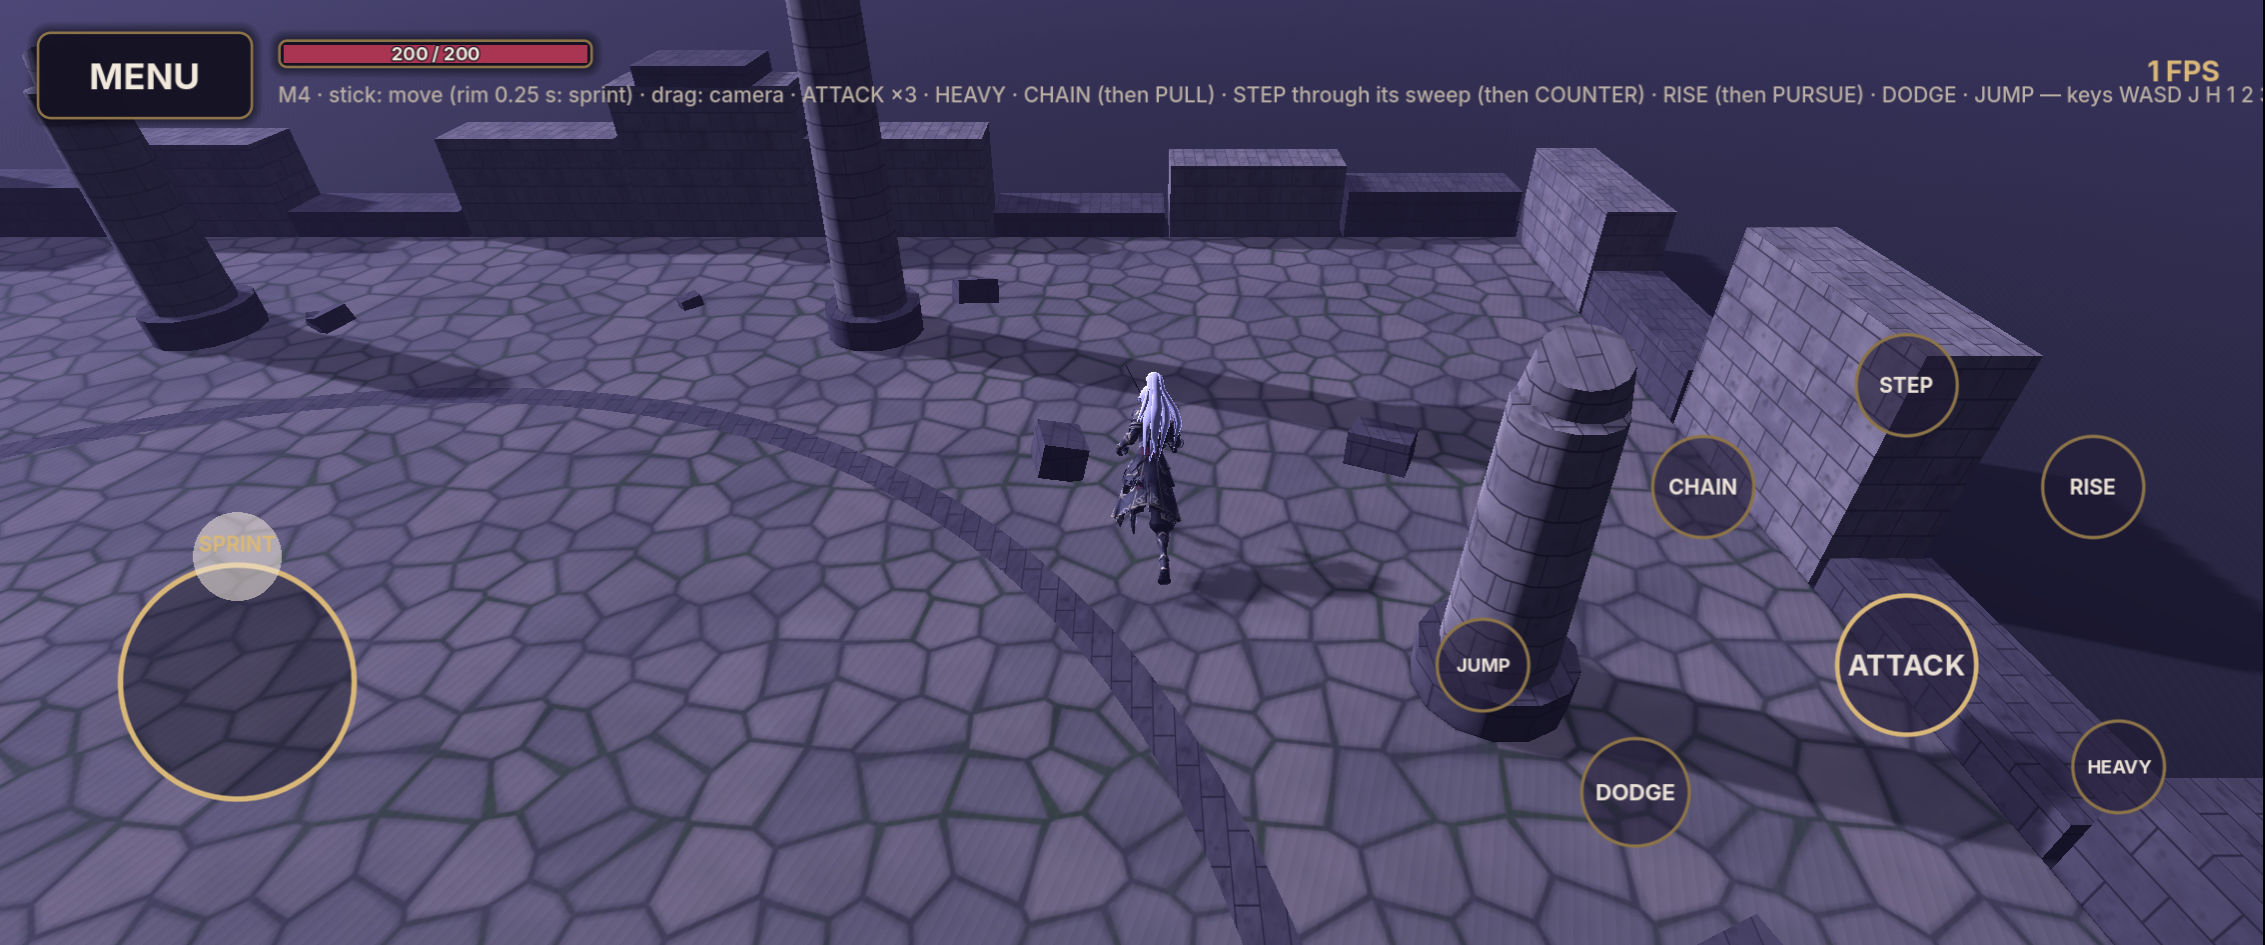 MENU
200 / 200
1 FPS
M4 · stick: move (rim 0.25 s: sprint) · drag: camera · ATTACK ×3 · HEAVY · CHAIN (then PULL) · STEP through its sweep (then COUNTER) · RISE (then PURSUE) · DODGE · JUMP — keys WASD J H 1 2
STEP
CHAIN
RISE
SPRINT
JUMP
ATTACK
HEAVY
DODGE